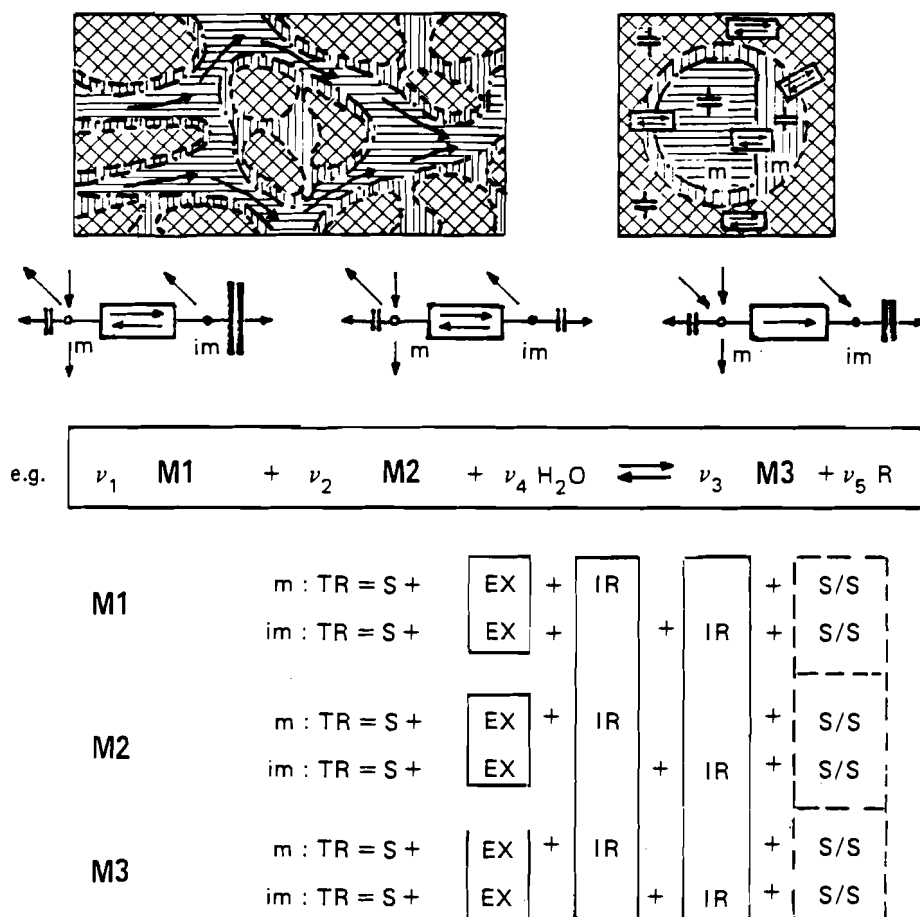 m m
m im m im m im
e.g. ν₁ M1 + ν₂ M2 + ν₄ H₂O ⇌ ν₃ M3 + ν₅ R
M1
m : TR = S + EX + IR + S/S
im : TR = S + EX + + IR + S/S
M2
m : TR = S + EX + IR + S/S
im : TR = S + EX + IR + S/S
M3
m : TR = S + EX + IR + S/S
im : TR = S + EX + IR + S/S